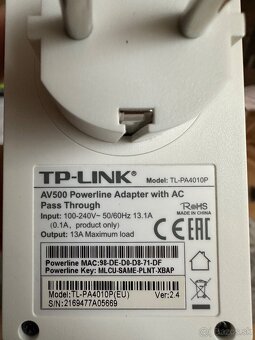 TP-LINK® Model: TL-PA4010P
AV500 Powerline Adapter with AC
Pass Through
Input: 100-240V~ 50/60Hz 13.1A
(0.1A, product only)
Output: 13A Maximum load
RoHS
MADE IN CHINA
Powerline MAC:98-DE-D0-D8-71-DF
Powerline Key: MLCU-SAME-PLNT-XBAP
Model:TL-PA4010P(EU) Ver:2.4
S/N:2169477A05669